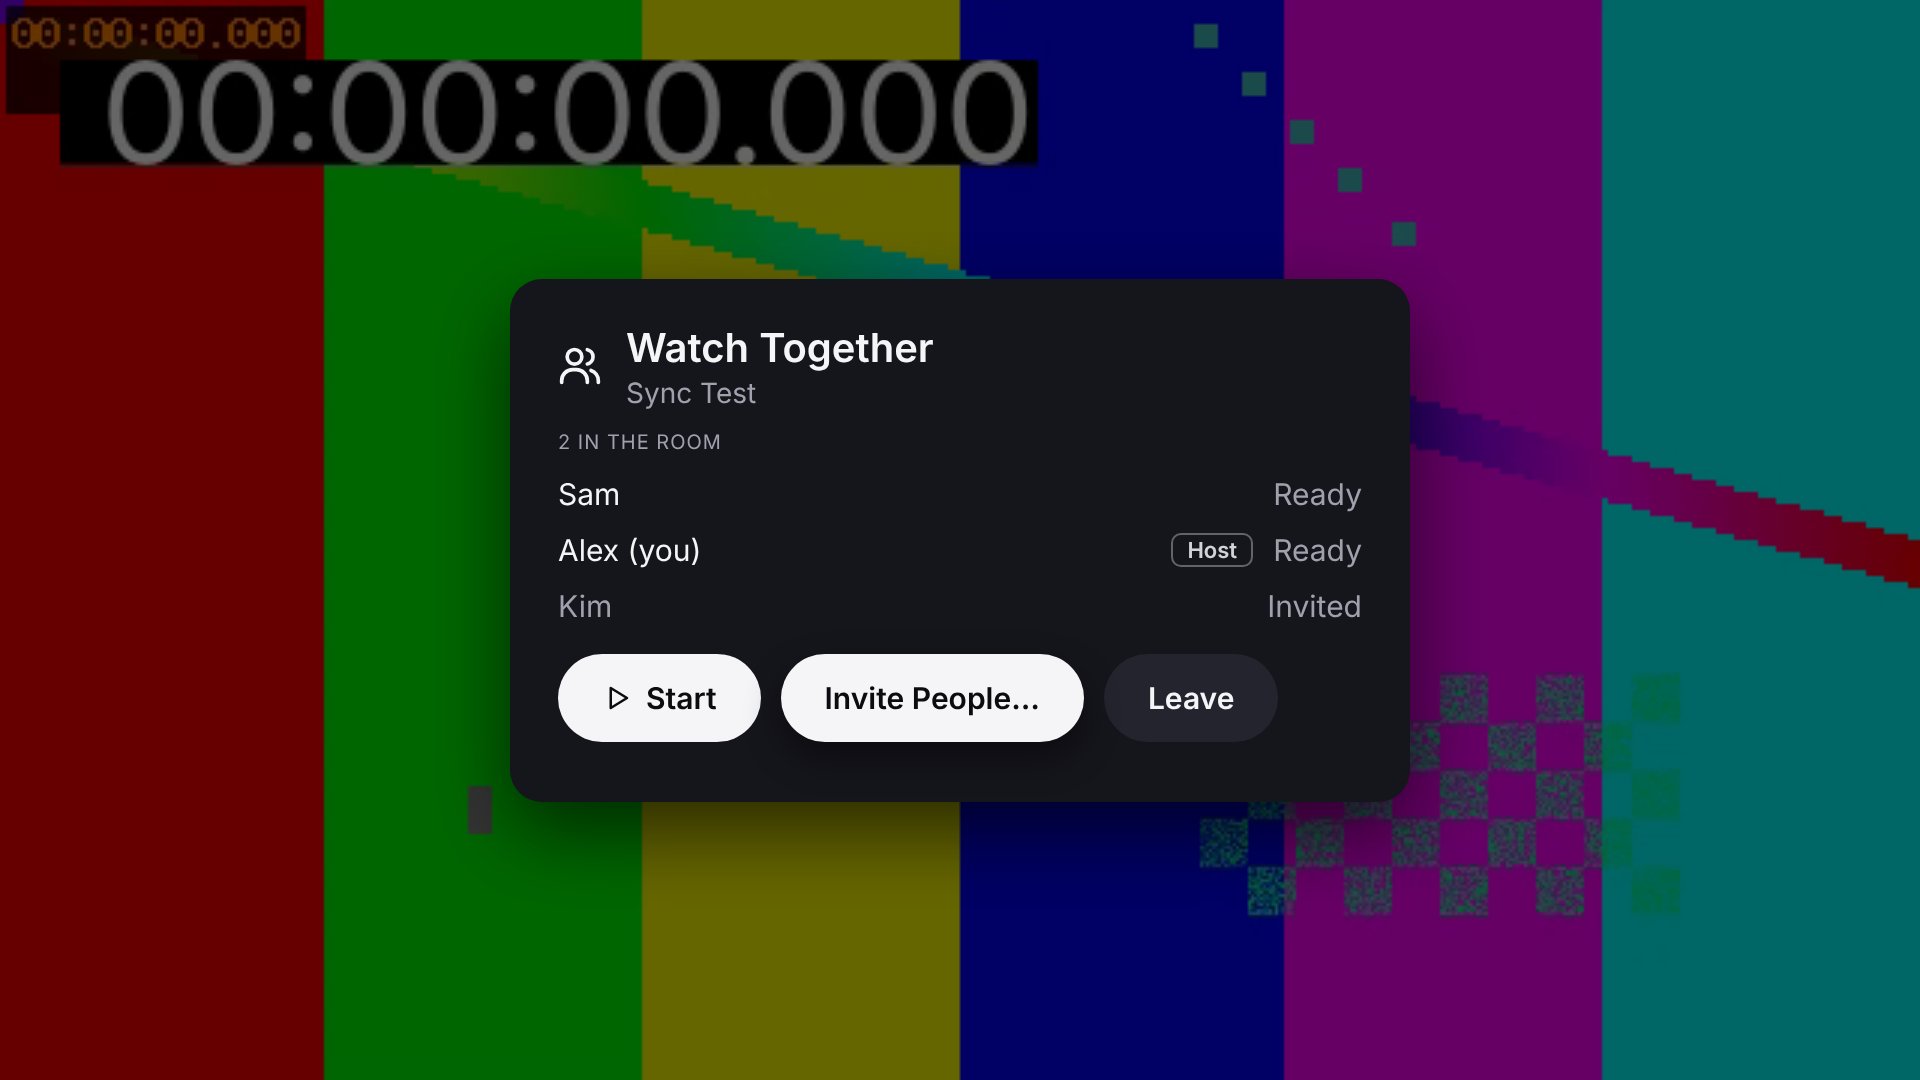 00:00:00.000
00:00:00.000
Watch Together
Sync Test
2 IN THE ROOM
Sam Ready
Alex (you) Host Ready
Kim Invited
Start Invite People... Leave